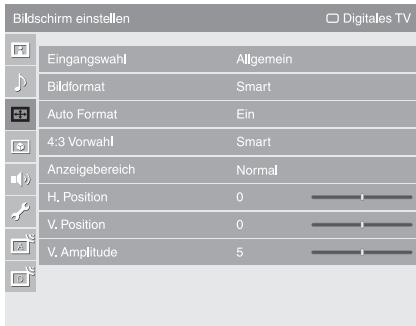 Bildschirm einstellen Digitales TV
Eingangswahl Allgemein
Bildformat Smart
Auto Format Ein
4:3 Vorwahl Smart
Anzeigebereich Normal
H. Position 0
V. Position 0
V. Amplitude 5
A
D